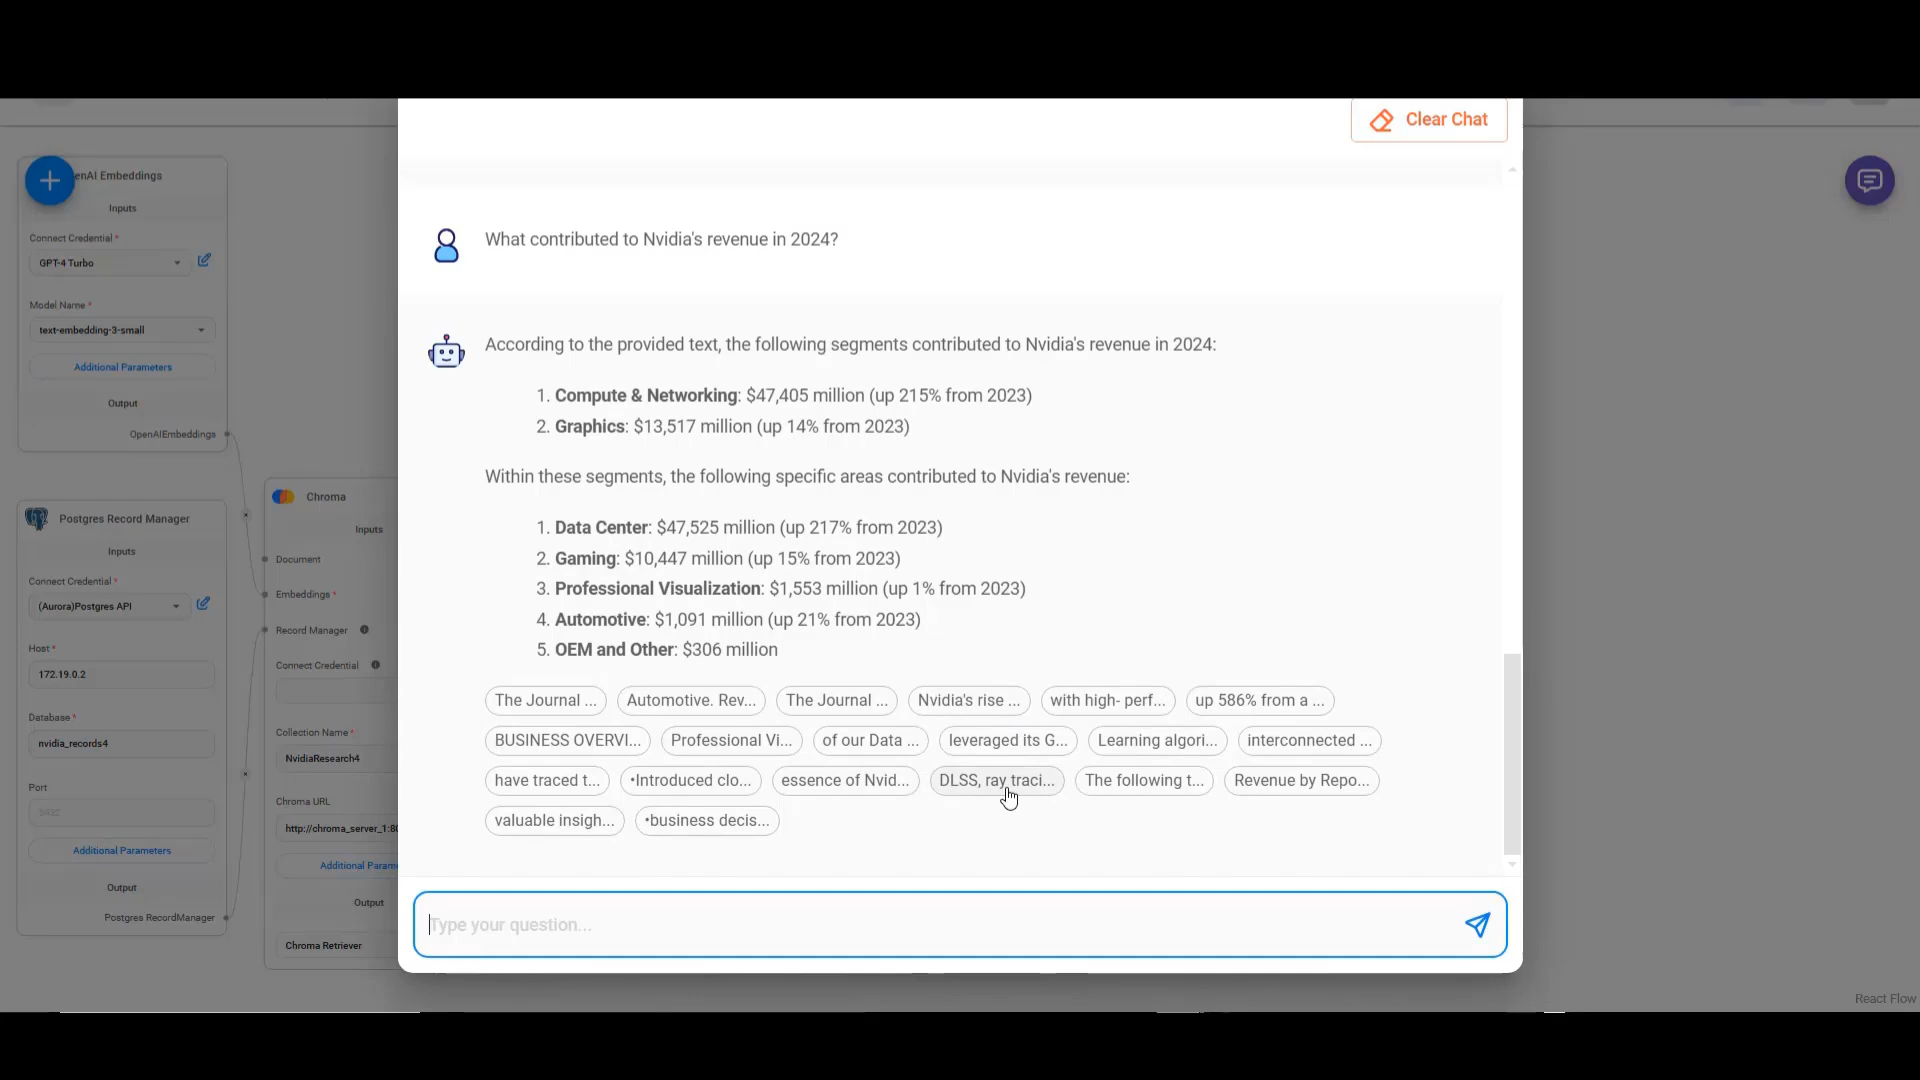 Clear Chat
enAI Embeddings
Inputs
Connect Credential *
GPT-4 Turbo
Model Name *
text-embedding-3-small
Additional Parameters
Output
OpenAIEmbeddings
Postgres Record Manager
Inputs
Connect Credential *
(Aurora)Postgres API
Host *
172.19.0.2
Database *
nvidia_records4
Port
5432
Additional Parameters
Output
Postgres RecordManager
Chroma
Inputs
Document
Embeddings *
Record Manager
Connect Credential
Collection Name *
NvidiaResearch4
Chroma URL
http://chroma_server_1:80
Additional Parame
Output
Chroma Retriever
What contributed to Nvidia's revenue in 2024?
According to the provided text, the following segments contributed to Nvidia's revenue in 2024:
1. Compute & Networking: $47,405 million (up 215% from 2023)
2. Graphics: $13,517 million (up 14% from 2023)
Within these segments, the following specific areas contributed to Nvidia's revenue:
1. Data Center: $47,525 million (up 217% from 2023)
2. Gaming: $10,447 million (up 15% from 2023)
3. Professional Visualization: $1,553 million (up 1% from 2023)
4. Automotive: $1,091 million (up 21% from 2023)
5. OEM and Other: $306 million
The Journal ... Automotive. Rev... The Journal ... Nvidia's rise ... with high- perf... up 586% from a ...
BUSINESS OVERVI... Professional Vi... of our Data ... leveraged its G... Learning algori... interconnected ...
have traced t... •Introduced clo... essence of Nvid... DLSS, ray traci... The following t... Revenue by Repo...
valuable insigh... •business decis...
Type your question...
React Flow